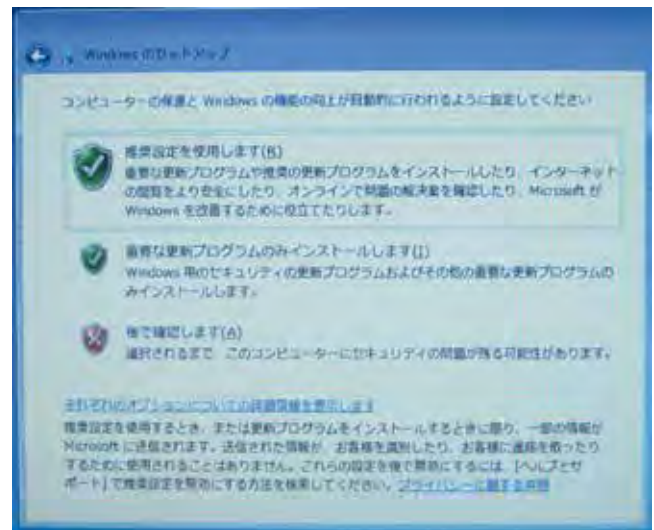 Windows のセットアップ
コンピューターの保護と Windows の機能の向上が自動的に行われるように設定してください
推奨設定を使用します(R)
重要な更新プログラムや推奨の更新プログラムをインストールしたり、インターネット
の閲覧をより安全にしたり、オンラインで問題の解決策を確認したり、Microsoft が
Windows を改善するために役立てたりします。
重要な更新プログラムのみインストールします(I)
Windows 用のセキュリティの更新プログラムおよびその他の重要な更新プログラムの
みインストールします。
後で確認します(A)
選択されるまで、このコンピューターにセキュリティの問題が残る可能性があります。
それぞれのオプションについての詳細情報を表示します
推奨設定を使用するとき、または更新プログラムをインストールするときに限り、一部の情報が
Microsoft に送信されます。送信された情報が、お客様を識別したり、お客様に連絡を取ったり
するために使用されることはありません。これらの設定を後で無効にするには、[ヘルプとサ
ポート] で推奨設定を無効にする方法を検索してください。プライバシーに関する声明